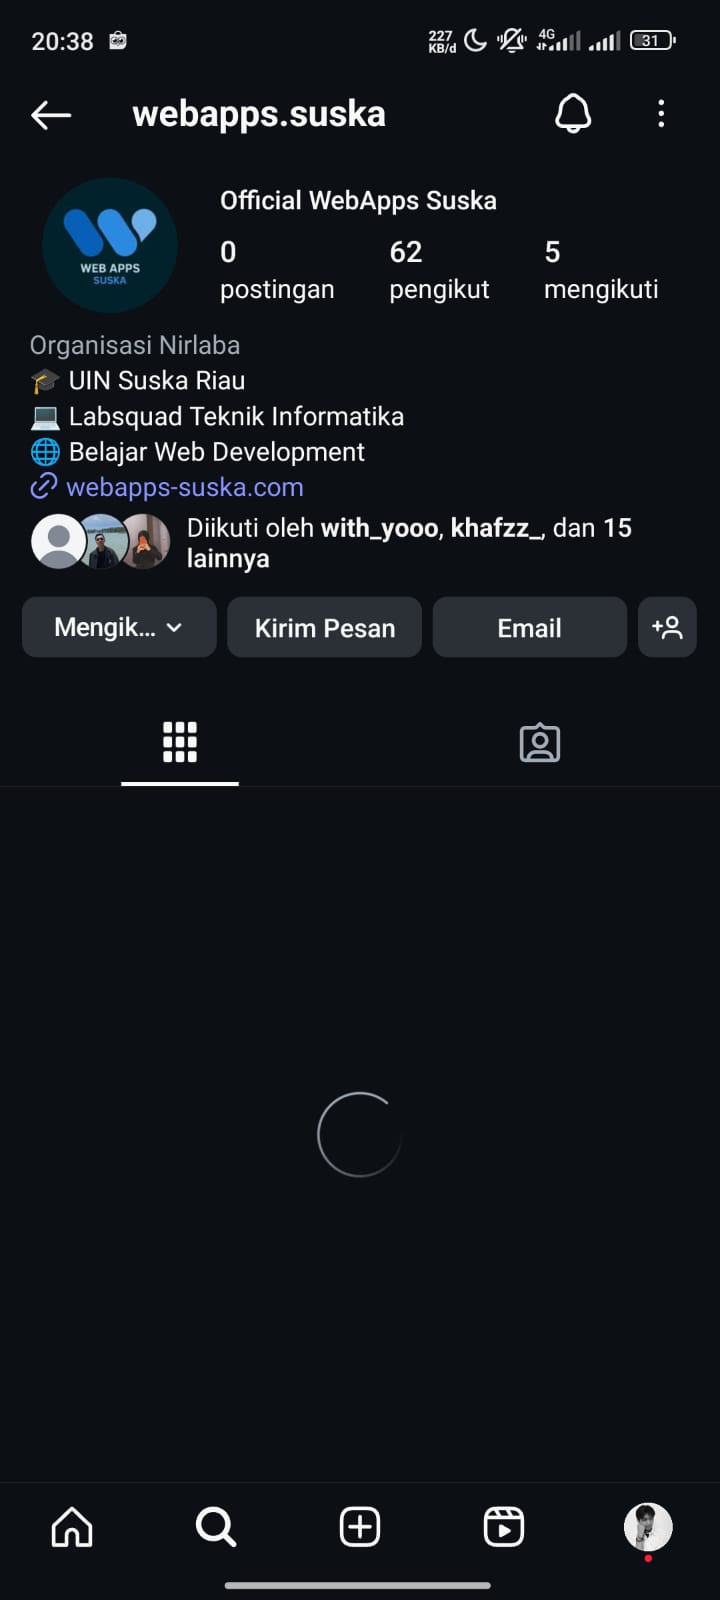 20:38
227
KB/d
4G
31
webapps.suska
WEB APPS
SUSKA
Official WebApps Suska
0 62 5
postingan pengikut mengikuti
Organisasi Nirlaba
🎓 UIN Suska Riau
💻 Labsquad Teknik Informatika
🌐 Belajar Web Development
webapps-suska.com
Diikuti oleh with_yooo, khafzz_, dan 15
lainnya
Mengik... Kirim Pesan Email